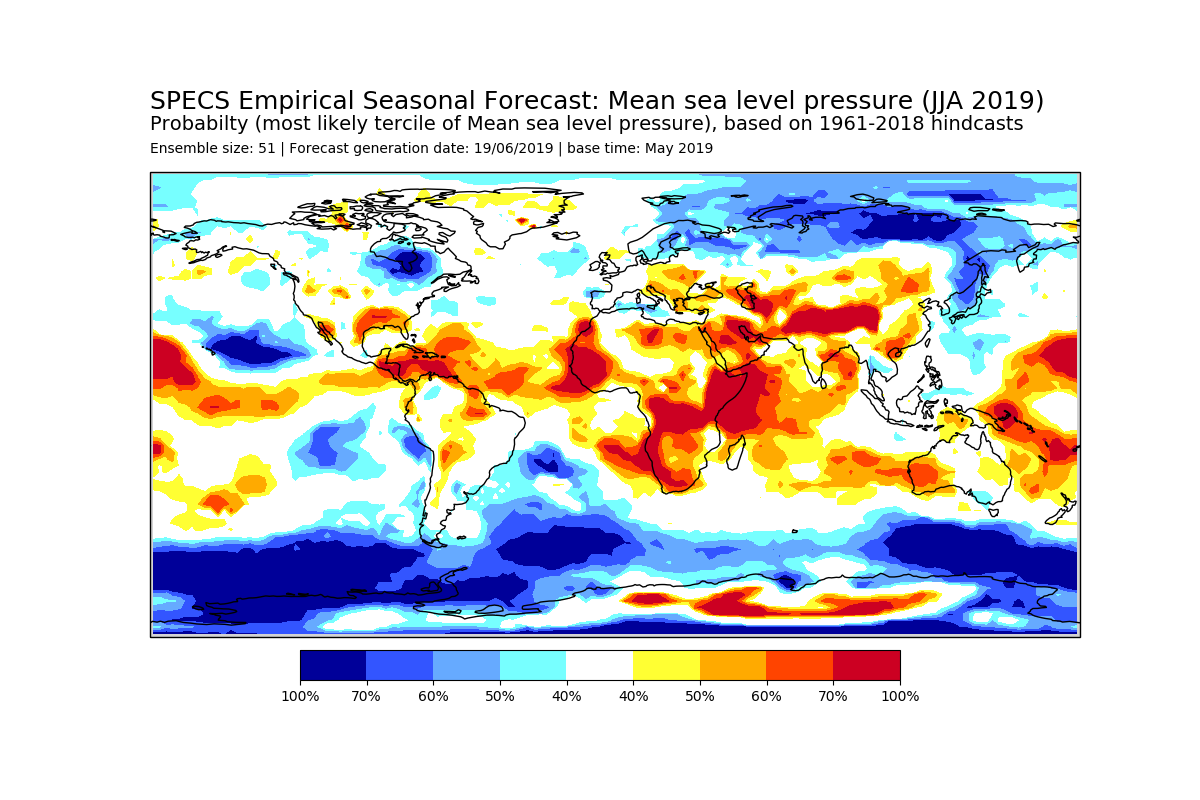 SPECS Empirical Seasonal Forecast: Mean sea level pressure (JJA 2019)
Probabilty (most likely tercile of Mean sea level pressure), based on 1961-2018 hindcasts
Ensemble size: 51 | Forecast generation date: 19/06/2019 | base time: May 2019
100% 70% 60% 50% 40% 40% 50% 60% 70% 100%